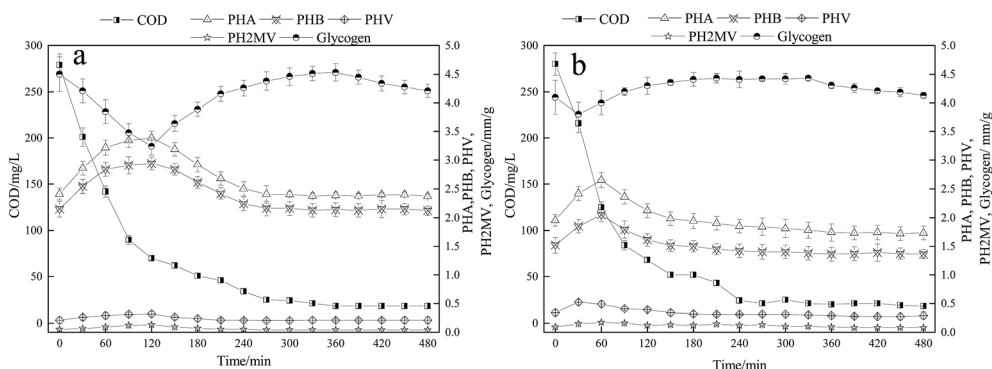 COD PHA PHB PHV
PH2MV Glycogen
a
300
250
200
150
100
50
0
COD/mg/L
5.0
4.5
4.0
3.5
3.0
2.5
2.0
1.5
1.0
0.5
0.0
PHA,PHB, PHV,
PH2MV, Glycogen/mm/g
0 60 120 180 240 300 360 420 480
Time/min
COD PHA PHB PHV
PH2MV Glycogen
b
300
250
200
150
100
50
0
COD/mg/L
5.0
4.5
4.0
3.5
3.0
2.5
2.0
1.5
1.0
0.5
0.0
PHA, PHB, PHV,
PH2MV, Glycogen/ mm/g
0 60 120 180 240 300 360 420 480
Time/min